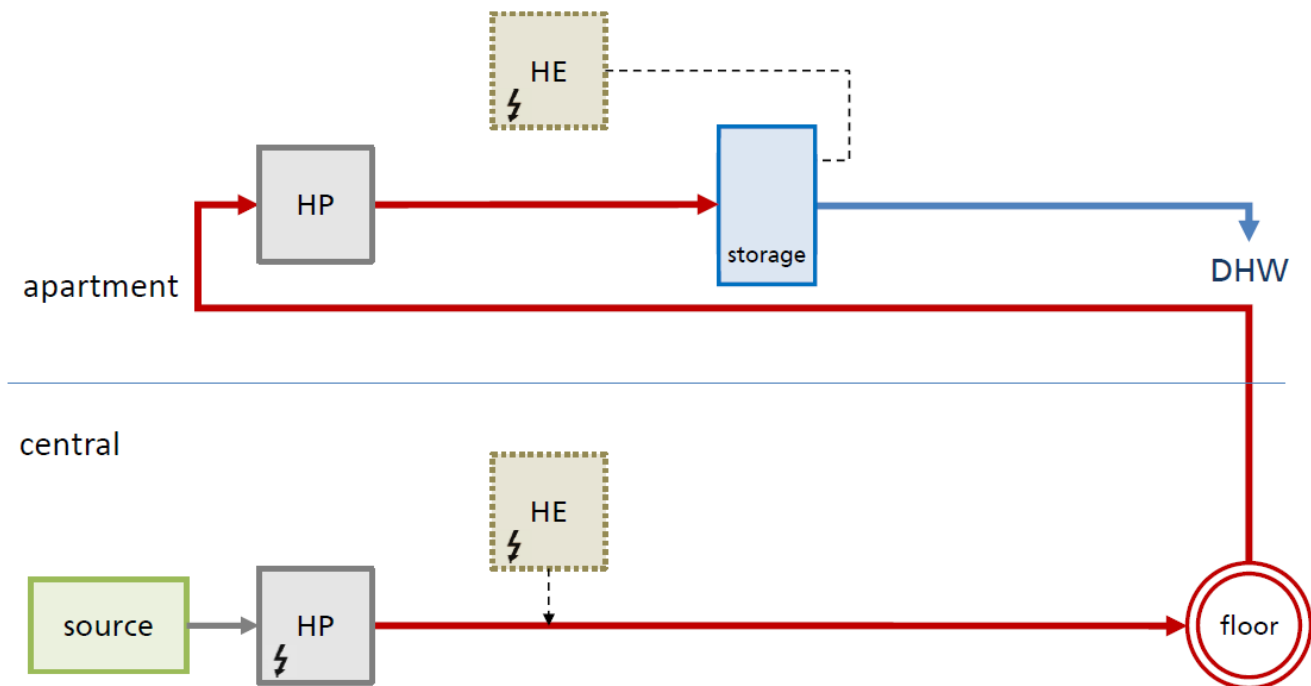 HE
HP
storage
DHW
apartment
central
HE
source
HP
floor